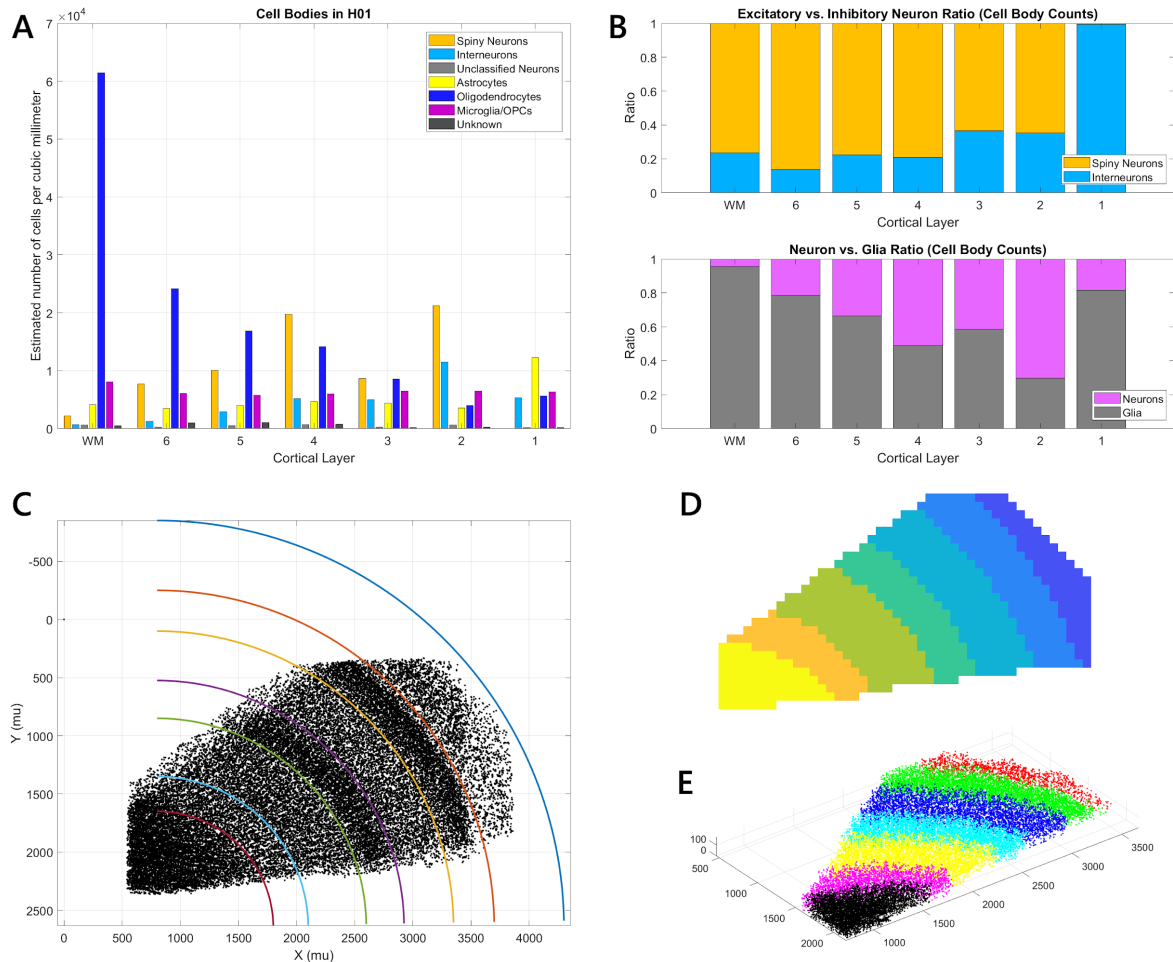 A
Cell Bodies in H01
Estimated number of cells per cubic millimeter
×10⁴
7
6
5
4
3
2
1
0
WM 6 5 4 3 2 1
Cortical Layer
Spiny Neurons
Interneurons
Unclassified Neurons
Astrocytes
Oligodendrocytes
Microglia/OPCs
Unknown
B
Excitatory vs. Inhibitory Neuron Ratio (Cell Body Counts)
Ratio
1
0.8
0.6
0.4
0.2
0
WM 6 5 4 3 2 1
Cortical Layer
Spiny Neurons
Interneurons
Neuron vs. Glia Ratio (Cell Body Counts)
Ratio
1
0.8
0.6
0.4
0.2
0
WM 6 5 4 3 2 1
Cortical Layer
Neurons
Glia
C
Y (mu)
-500
0
500
1000
1500
2000
2500
0 500 1000 1500 2000 2500 3000 3500 4000
X (mu)
D
E
100
0
500
1000
1500
2000
1000
1500
2000
2500
3000
3500